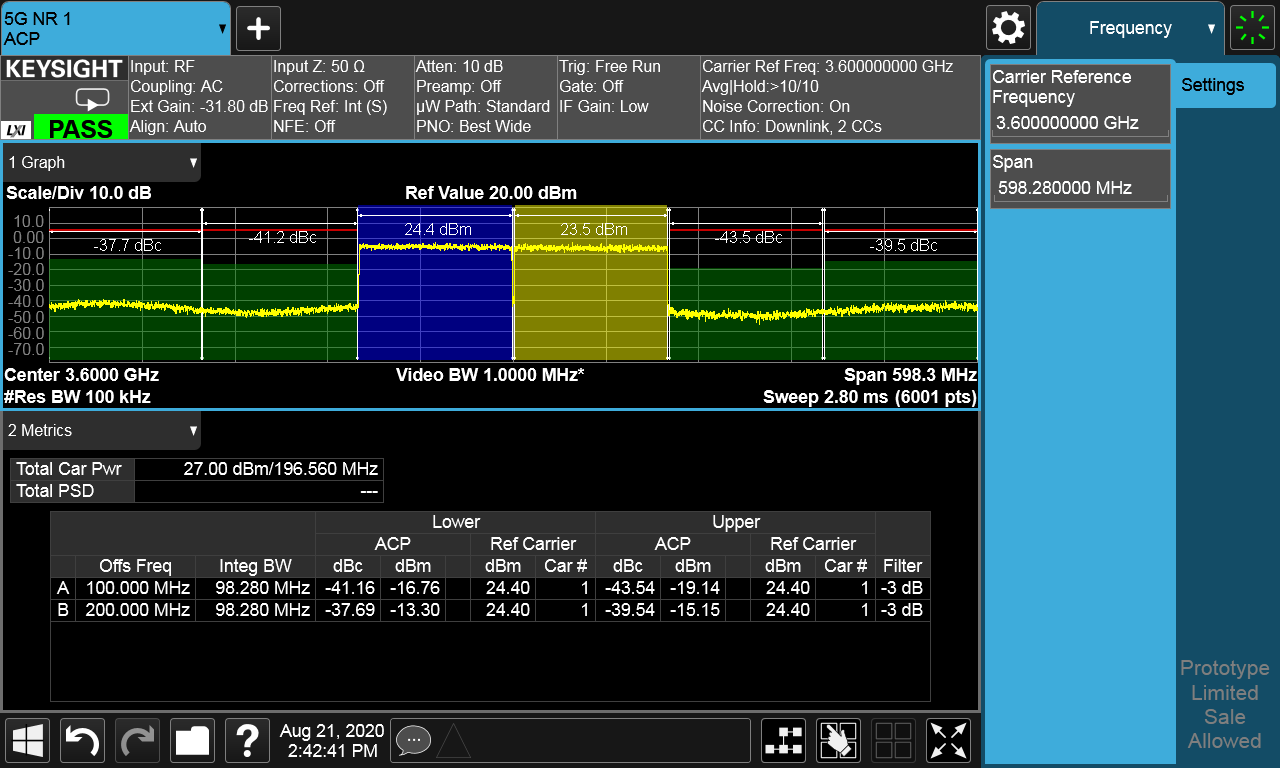 5G NR 1
ACP
Frequency
KEYSIGHT
LXI
PASS
Input: RF
Coupling: AC
Ext Gain: -31.80 dB
Align: Auto
Input Z: 50 Ω
Corrections: Off
Freq Ref: Int (S)
NFE: Off
Atten: 10 dB
Preamp: Off
µW Path: Standard
PNO: Best Wide
Trig: Free Run
Gate: Off
IF Gain: Low
Carrier Ref Freq: 3.600000000 GHz
Avg|Hold:>10/10
Noise Correction: On
CC Info: Downlink, 2 CCs
Carrier Reference
Frequency
3.600000000 GHz
Span
598.280000 MHz
Settings
1 Graph
Scale/Div 10.0 dB
Ref Value 20.00 dBm
10.0
0.00
-10.0
-20.0
-30.0
-40.0
-50.0
-60.0
-70.0
-37.7 dBc
-41.2 dBc
24.4 dBm
23.5 dBm
-43.5 dBc
-39.5 dBc
Center 3.6000 GHz
Video BW 1.0000 MHz*
Span 598.3 MHz
#Res BW 100 kHz
Sweep 2.80 ms (6001 pts)
2 Metrics
Total Car Pwr 27.00 dBm/196.560 MHz
Total PSD ---
Lower Upper
ACP Ref Carrier ACP Ref Carrier
Offs Freq Integ BW dBc dBm dBm Car # dBc dBm dBm Car # Filter
A 100.000 MHz 98.280 MHz -41.16 -16.76 24.40 1 -43.54 -19.14 24.40 1 -3 dB
B 200.000 MHz 98.280 MHz -37.69 -13.30 24.40 1 -39.54 -15.15 24.40 1 -3 dB
Prototype
Limited
Sale
Allowed
?
Aug 21, 2020
2:42:41 PM